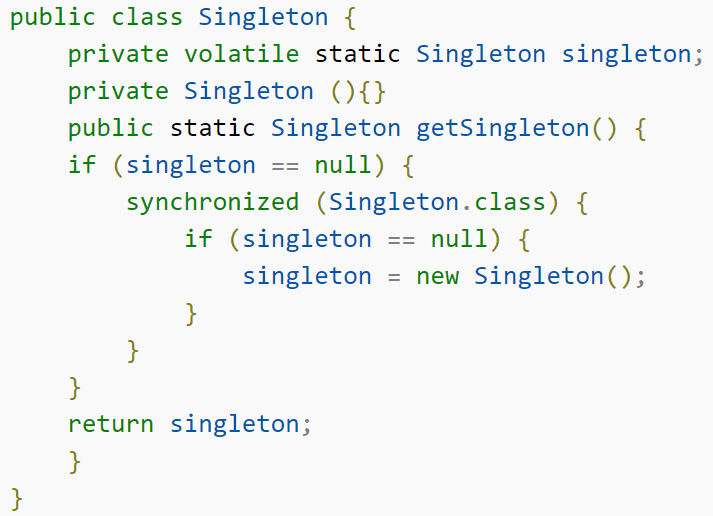 public class Singleton {
    private volatile static Singleton singleton;
    private Singleton (){}
    public static Singleton getSingleton() {
    if (singleton == null) {
        synchronized (Singleton.class) {
            if (singleton == null) {
                singleton = new Singleton();
            }
        }
    }
    return singleton;
    }
}